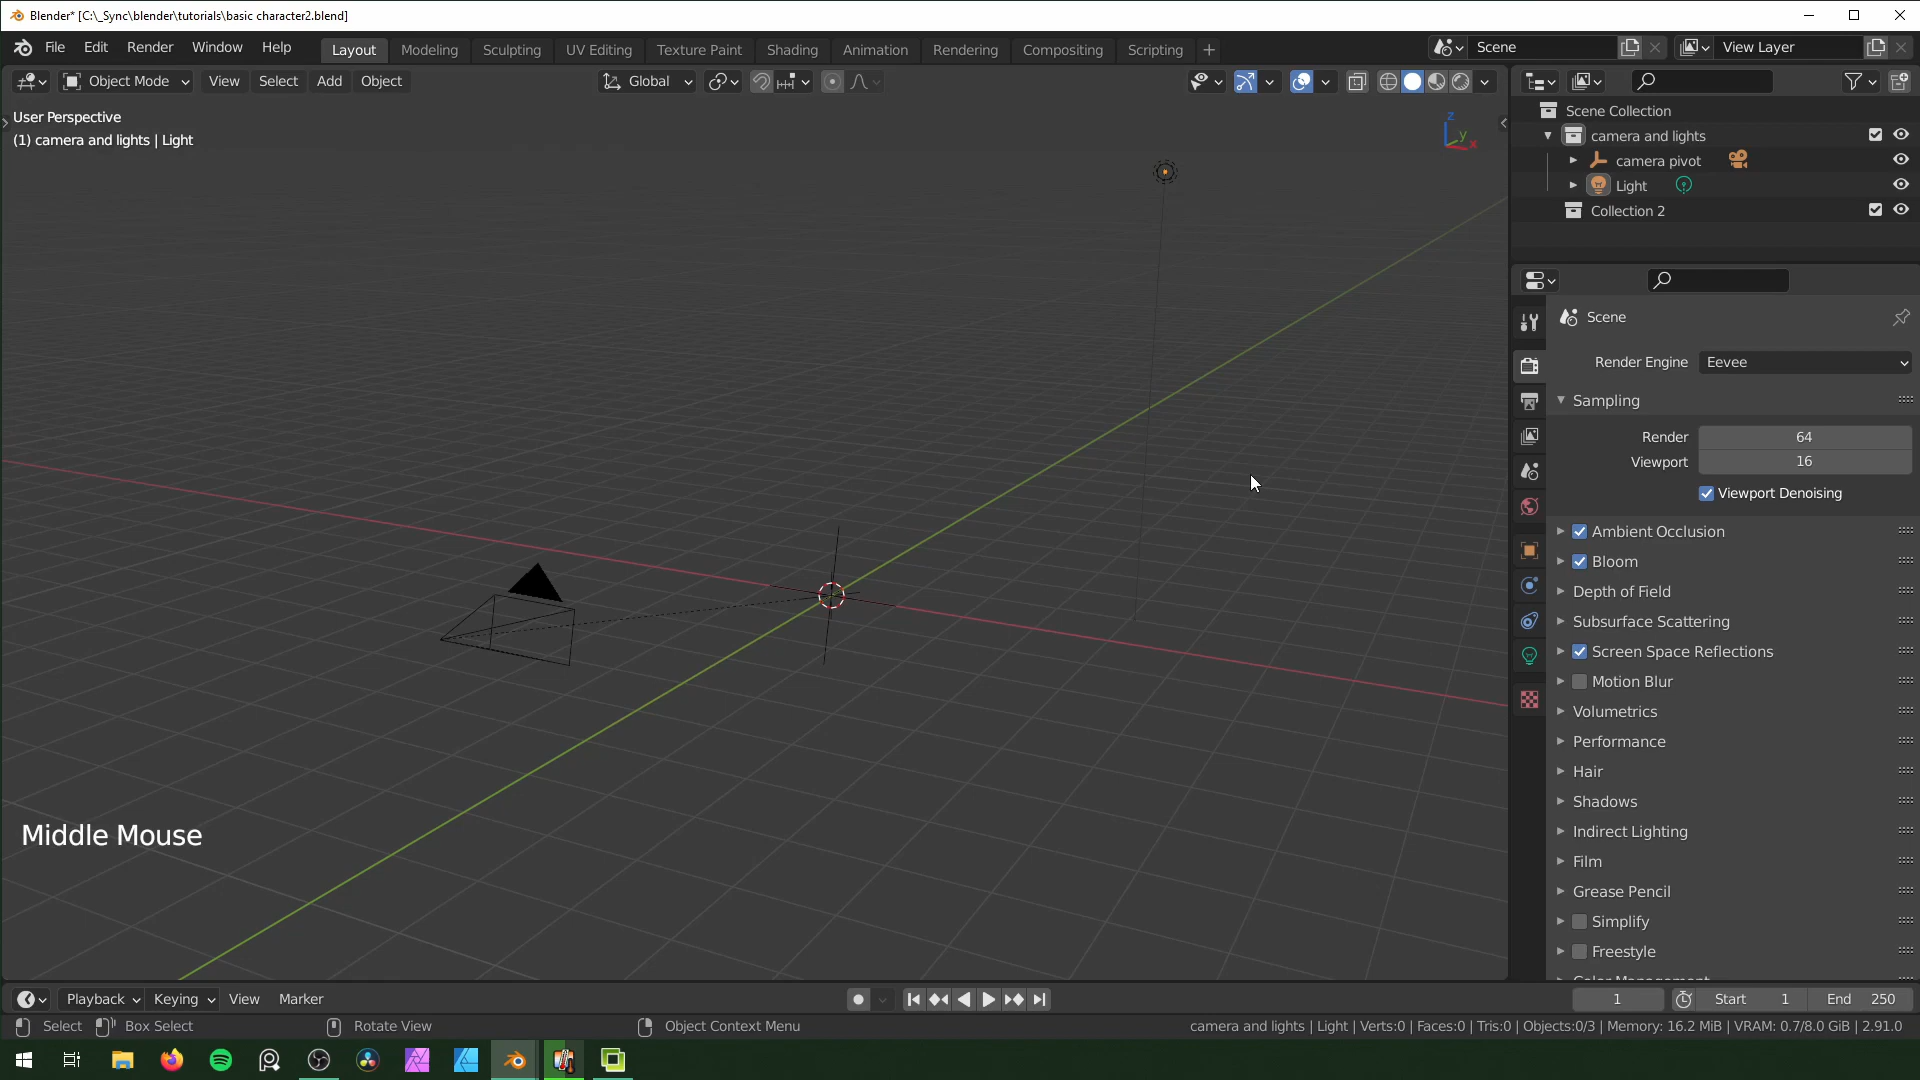 Blender* [C:\_Sync\blender\tutorials\basic character2.blend]
File Edit Render Window Help Layout Modeling Sculpting UV Editing Texture Paint Shading Animation Rendering Compositing Scripting + Scene View Layer
Object Mode View Select Add Object Global
User Perspective
(1) camera and lights | Light
Z
Y
X
Scene Collection
camera and lights
camera pivot
Light
Collection 2
Scene
Render Engine Eevee
Sampling
Render 64
Viewport 16
Viewport Denoising
Ambient Occlusion
Bloom
Depth of Field
Subsurface Scattering
Screen Space Reflections
Motion Blur
Volumetrics
Performance
Hair
Shadows
Indirect Lighting
Film
Grease Pencil
Simplify
Freestyle
Color Management
Middle Mouse
Playback Keying View Marker 1 Start 1 End 250
Select Box Select Rotate View Object Context Menu camera and lights | Light | Verts:0 | Faces:0 | Tris:0 | Objects:0/3 | Memory: 16.2 MiB | VRAM: 0.7/8.0 GiB | 2.91.0